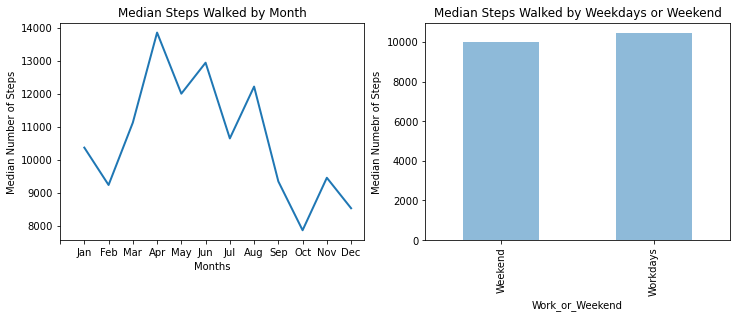 Median Steps Walked by Month
14000
13000
12000
11000
10000
9000
8000
Median Number of Steps
Jan Feb Mar Apr May Jun Jul Aug Sep Oct Nov Dec
Months
Median Steps Walked by Weekdays or Weekend
10000
8000
6000
4000
2000
0
Median Numebr of Steps
Weekend
Workdays
Work_or_Weekend